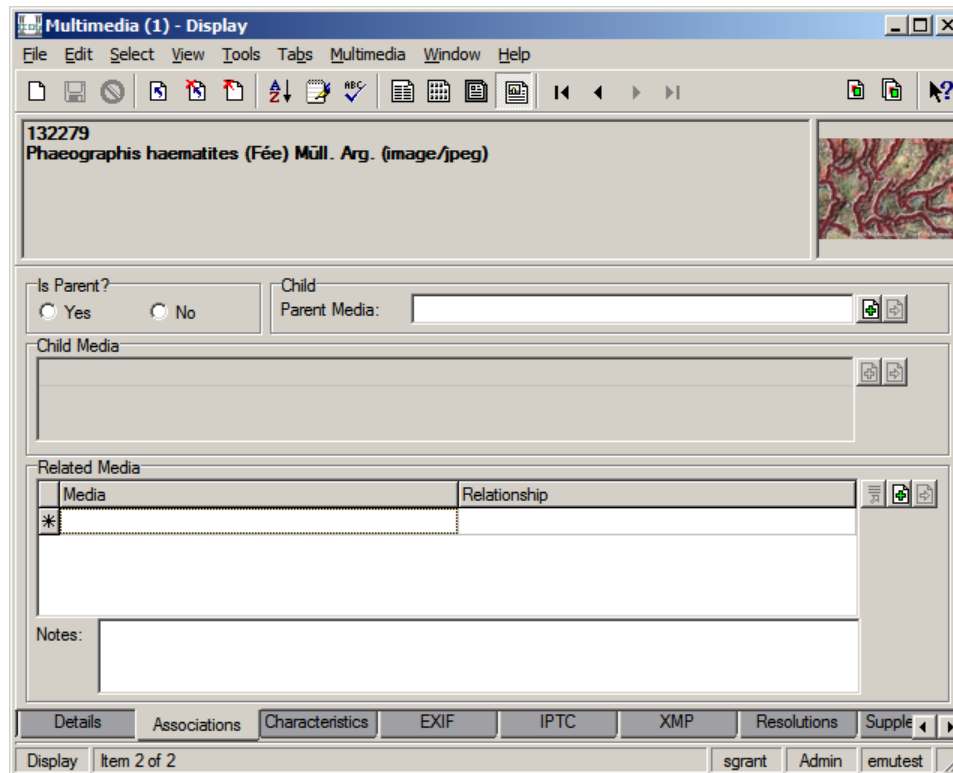 Multimedia (1) - Display
File Edit Select View Tools Tabs Multimedia Window Help
132279
Phaeographis haematites (Fée) Müll. Arg. (image/jpeg)
Is Parent?
Yes No
Child
Parent Media:
Child Media
Related Media
Media Relationship
Notes:
Details Associations Characteristics EXIF IPTC XMP Resolutions Supple
Display Item 2 of 2 sgrant Admin emutest